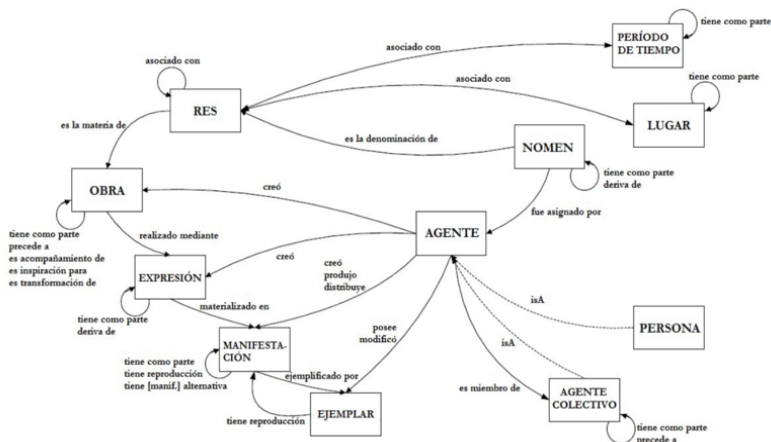 tiene como parte
PERÍODO
DE TIEMPO
asociado con
asociado con
RES
asociado con
tiene como parte
LUGAR
es la materia de
es la denominación de
NOMEN
tiene como parte
deriva de
OBRA
creó
fue asignado por
tiene como parte
precede a
es acompañamiento de
es inspiración para
es transformación de
realizado mediante
AGENTE
creó
EXPRESIÓN
creó
produjo
distribuye
tiene como parte
deriva de
materializado en
isA
PERSONA
posee
modificó
MANIFESTA-
CIÓN
isA
tiene como parte
tiene reproducción
tiene [manif.] alternativa
ejemplificado por
es miembro de
AGENTE
COLECTIVO
tiene reproducción
EJEMPLAR
tiene como parte
precede a